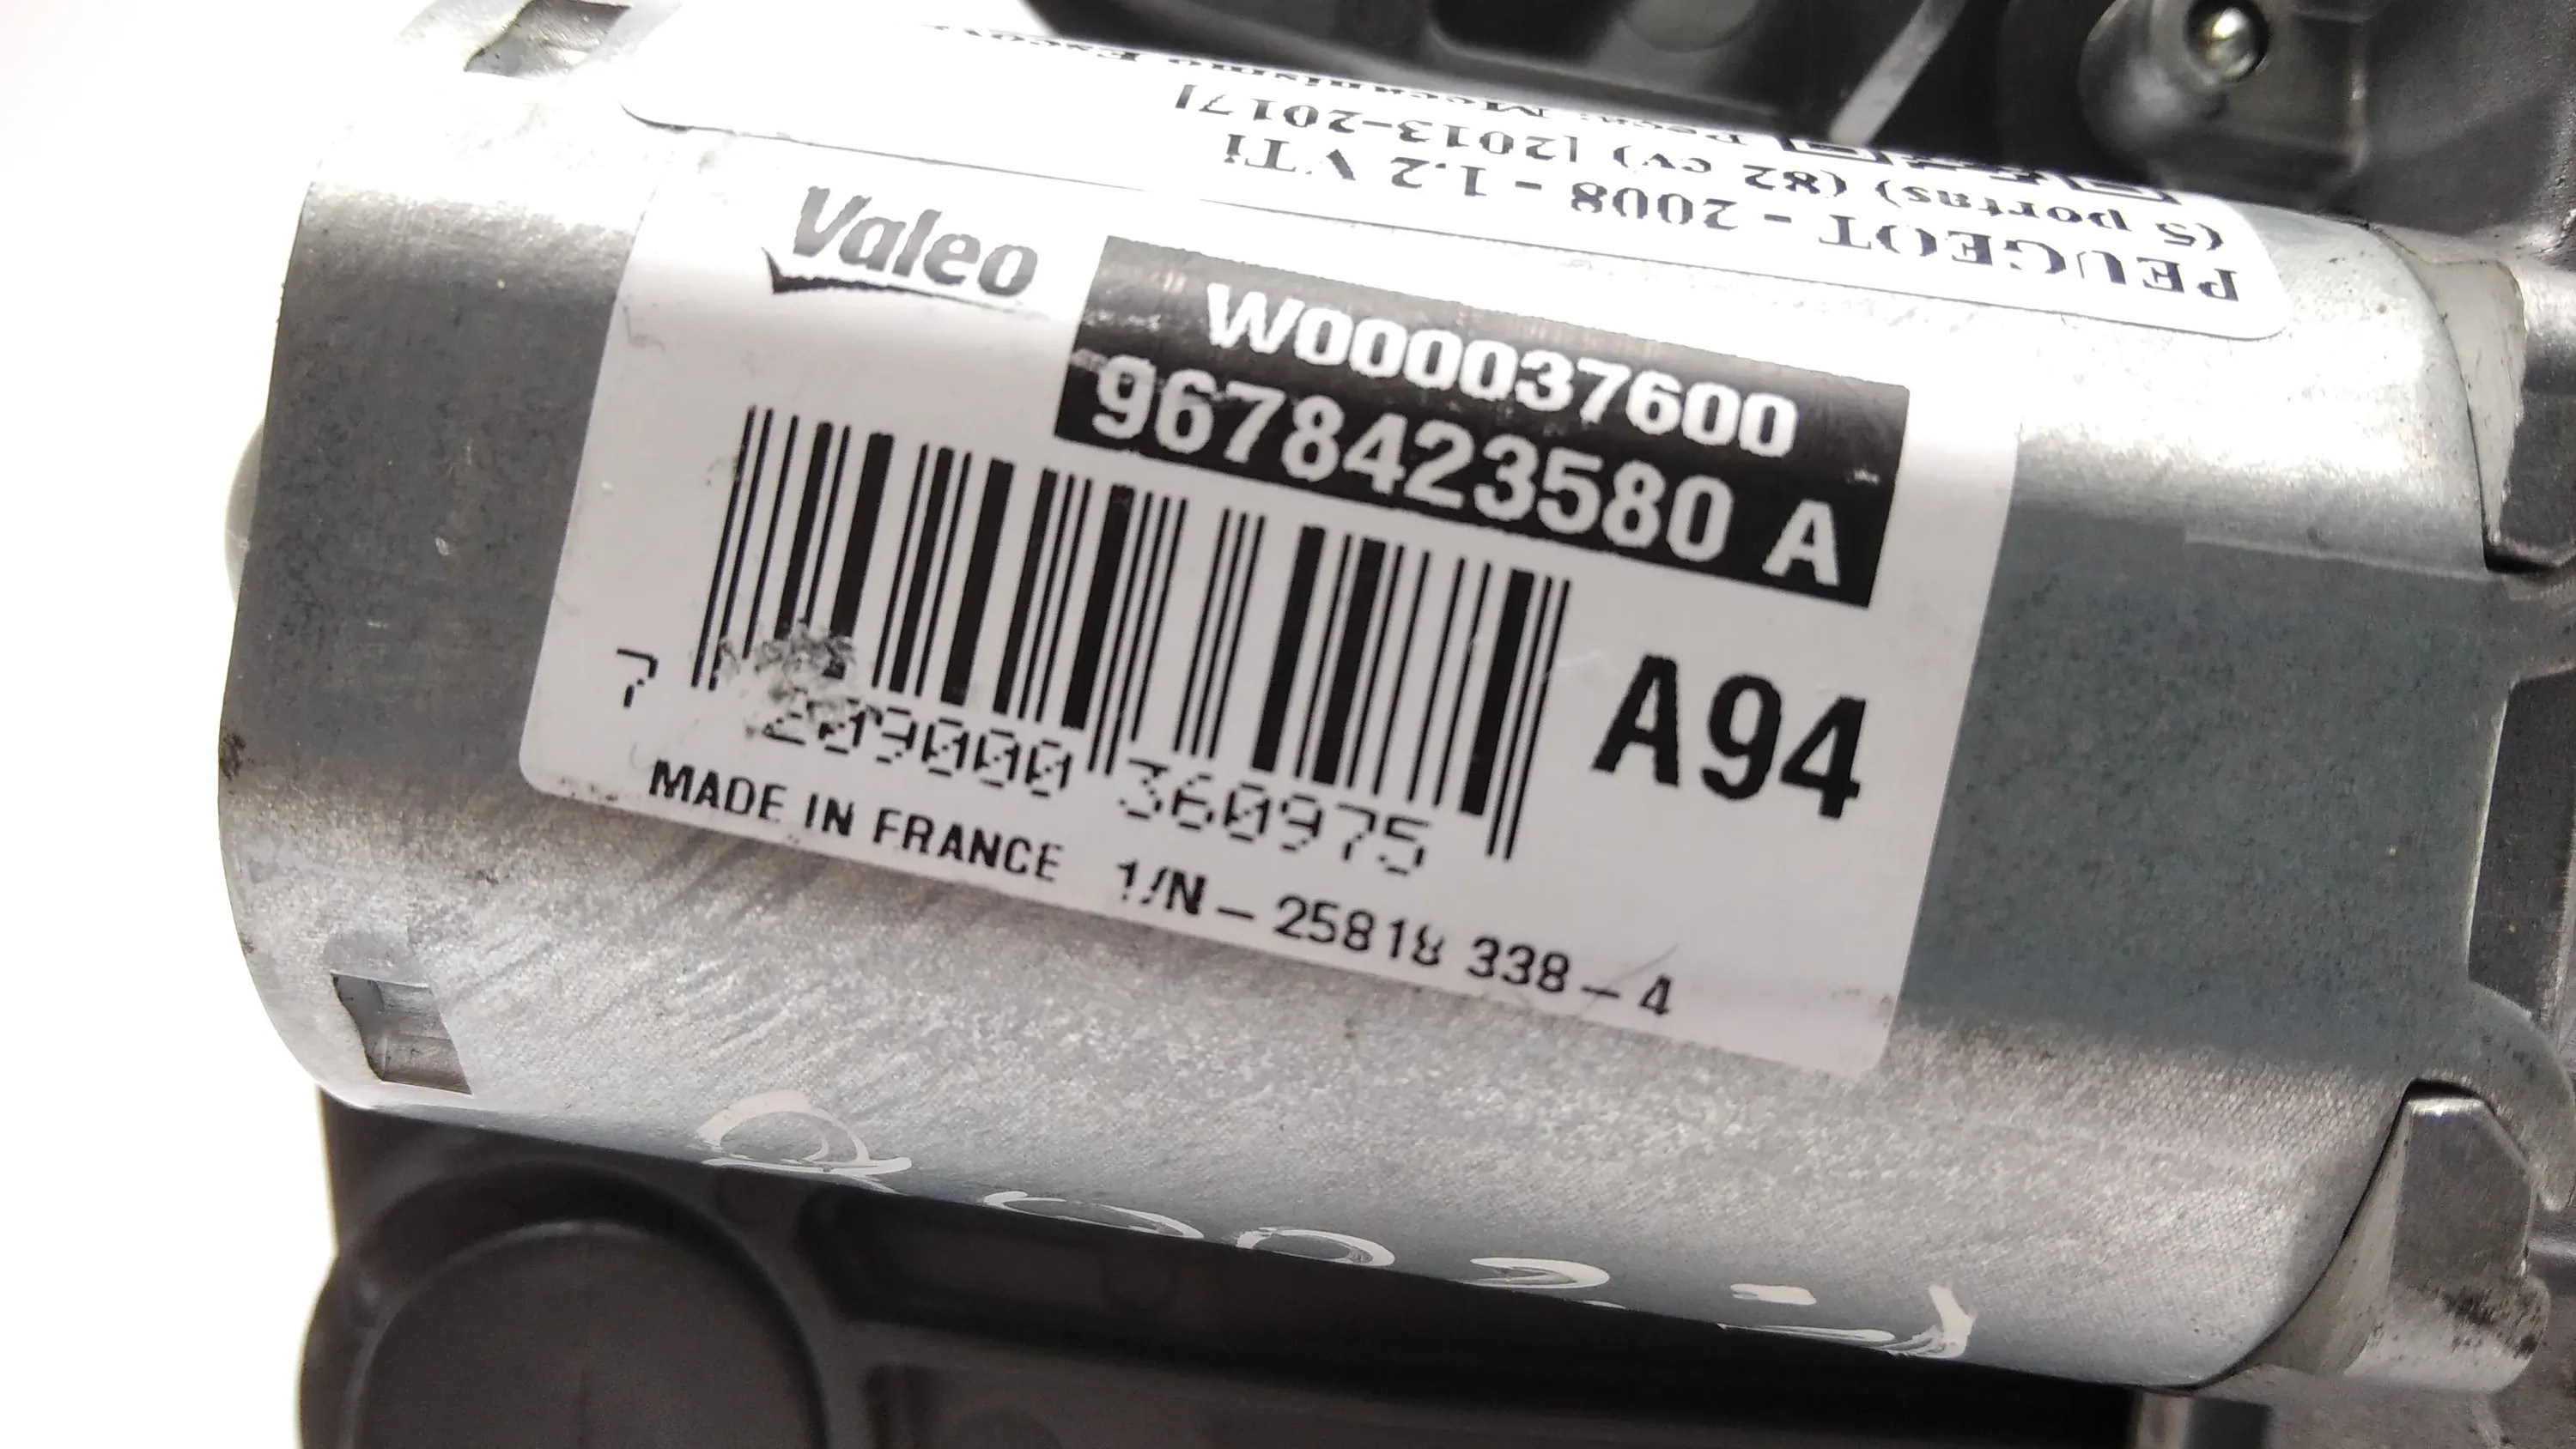 PEUGEOT - 2008 - 1.2 VTi
(5 portas) (82 cv) [2013-2017]
Valeo
W000037600
9678423580 A
A94
7 209000 360975
MADE IN FRANCE 1/N - 25818 338 - 4